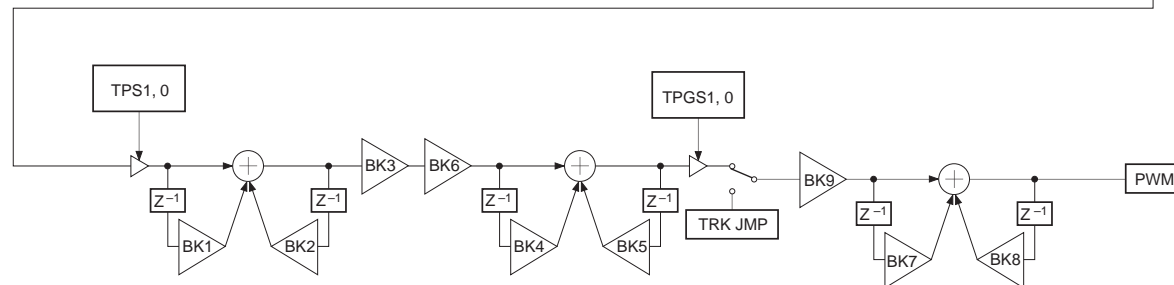 TPS1, 0
TPGS1, 0
BK3
BK6
BK9
PWM
Z⁻¹
Z⁻¹
Z⁻¹
Z⁻¹
Z⁻¹
Z⁻¹
TRK JMP
BK1
BK2
BK4
BK5
BK7
BK8